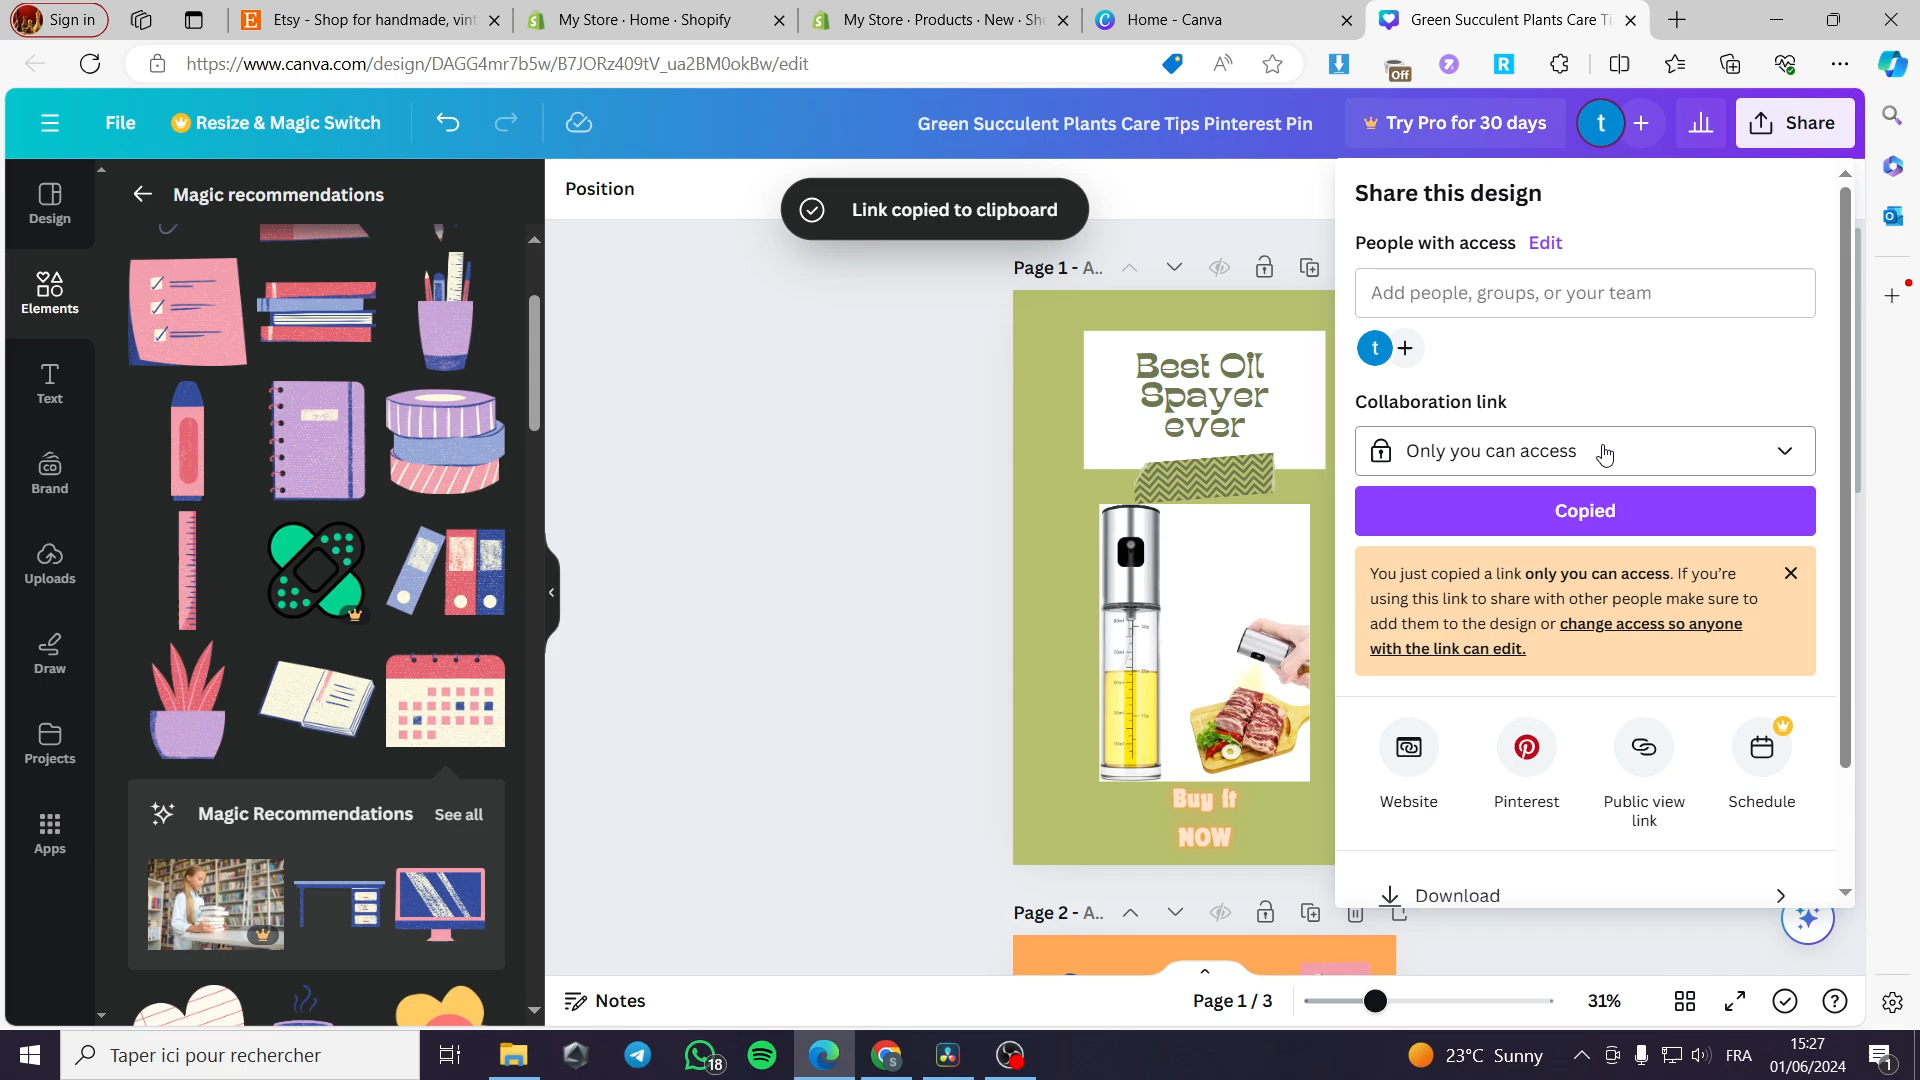 Sign in
Etsy - Shop for handmade, vint
My Store · Home · Shopify
My Store · Products · New · Sh
Home - Canva
Green Succulent Plants Care Ti
https://www.canva.com/design/DAGG4mr7b5w/B7JORz409tV_ua2BM0okBw/edit
Off
File
Resize & Magic Switch
Green Succulent Plants Care Tips Pinterest Pin
Try Pro for 30 days
t
Share
Design
Elements
Text
Brand
Uploads
Draw
Projects
Apps
Magic recommendations
Magic Recommendations
See all
Position
Link copied to clipboard
Page 1 - A..
Best Oil
Spayer
ever
Buy it
NOW
Page 2 - A..
Share this design
People with access Edit
Add people, groups, or your team
t
Collaboration link
Only you can access
Copied
You just copied a link only you can access. If you're
using this link to share with other people make sure to
add them to the design or change access so anyone
with the link can edit.
Website
Pinterest
Public view
link
Schedule
Download
Notes
Page 1 / 3
31%
Taper ici pour rechercher
18
23°C Sunny
FRA
15:27
01/06/2024
1